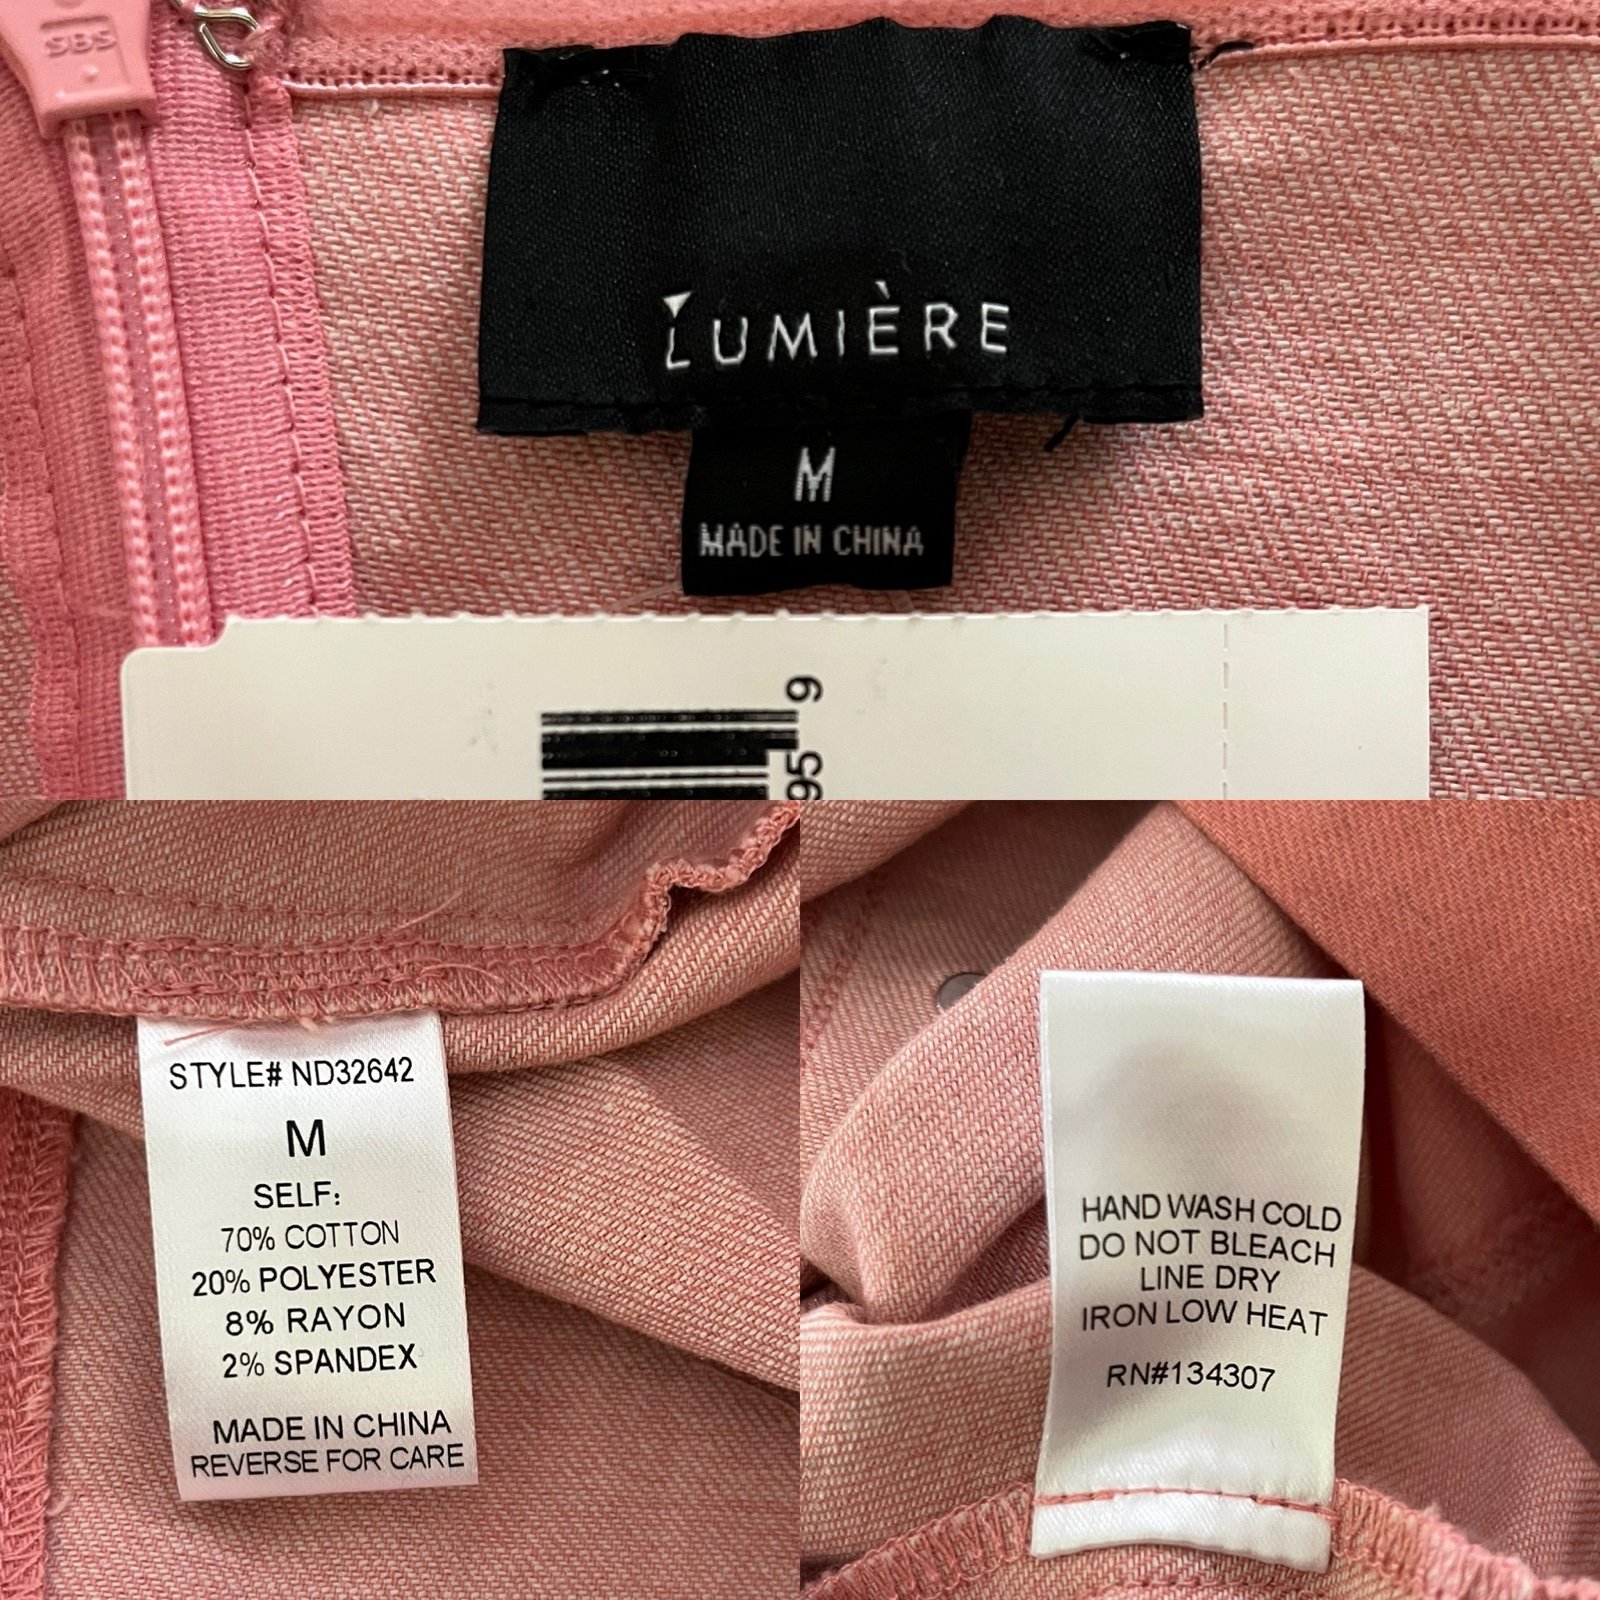 SBS
LUMIÈRE
M
MADE IN CHINA
95 9
STYLE# ND32642
M
SELF:
70% COTTON
20% POLYESTER
8% RAYON
2% SPANDEX
MADE IN CHINA
REVERSE FOR CARE
HAND WASH COLD
DO NOT BLEACH
LINE DRY
IRON LOW HEAT
RN#134307